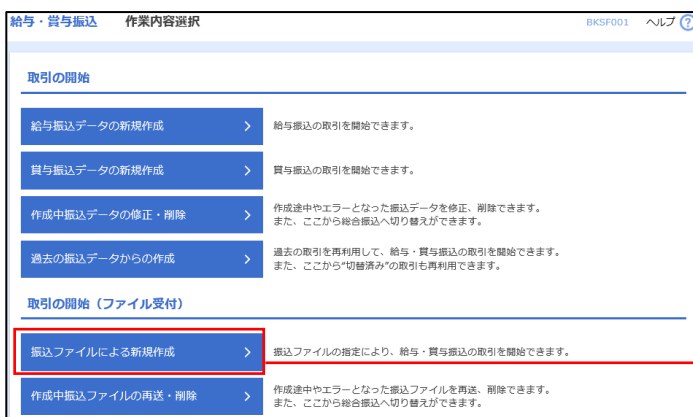 給与・賞与振込 作業内容選択 BKSF001 ヘルプ ?
取引の開始
給与振込データの新規作成 > 給与振込の取引を開始できます。
賞与振込データの新規作成 > 賞与振込の取引を開始できます。
作成中振込データの修正・削除 > 作成途中やエラーとなった振込データを修正、削除できます。
また、ここから総合振込へ切り替えができます。
過去の振込データからの作成 > 過去の取引を再利用して、給与・賞与振込の取引を開始できます。
また、ここから"切替済み"の取引も再利用できます。
取引の開始（ファイル受付）
振込ファイルによる新規作成 > 振込ファイルの指定により、給与・賞与振込の取引を開始できます。
作成中振込ファイルの再送・削除 > 作成途中やエラーとなった振込ファイルを再送、削除できます。
また、ここから総合振込へ切り替えができます。